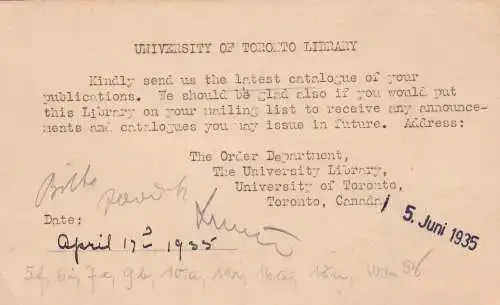 UNIVERSITY OF TORONTO LIBRARY
Kindly send us the latest catalogue of your
publications. We should be glad also if you would put
this Library on your mailing list to receive any announce-
ments and catalogues you may issue in future. Address:
The Order Department,
The University Library,
University of Toronto,
Toronto, Canada
5. Juni 1935
Date:
April 17 1935